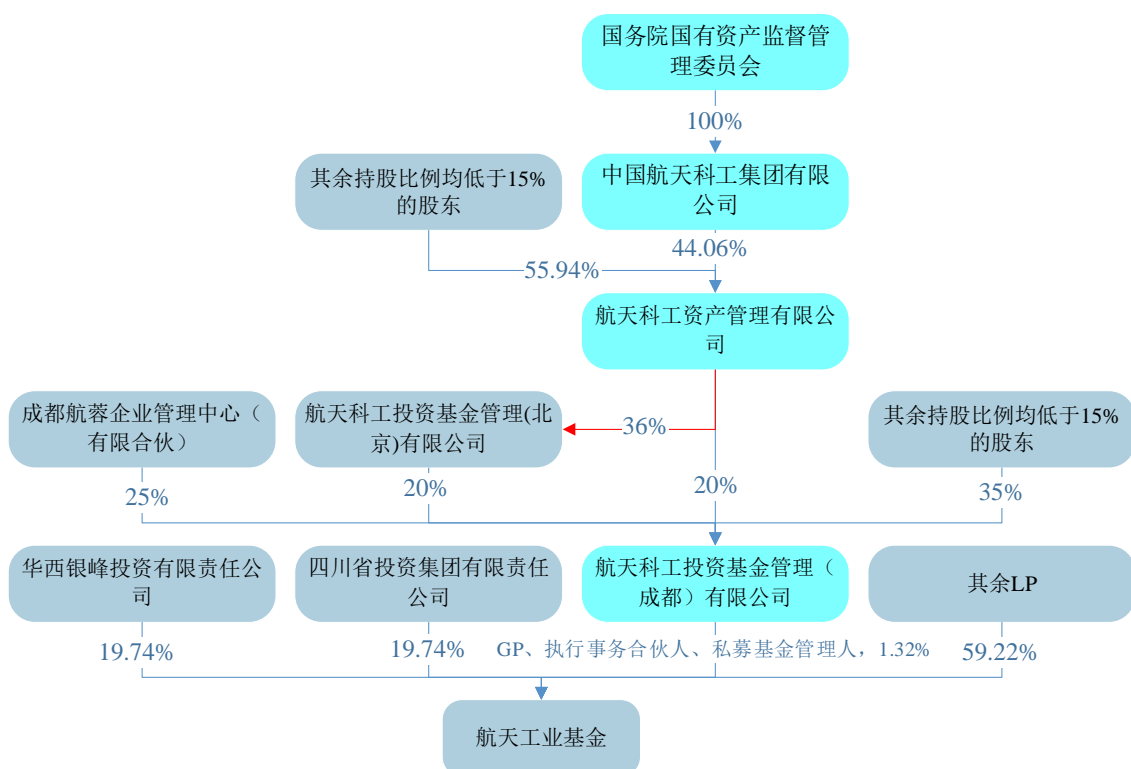 国务院国有资产监督管
理委员会
100%
其余持股比例均低于15%
的股东
中国航天科工集团有限
公司
44.06%
55.94%
航天科工资产管理有限公
司
成都航蓉企业管理中心（
有限合伙）
航天科工投资基金管理(北
京)有限公司
36%
其余持股比例均低于15%
的股东
25%
20%
20%
35%
华西银峰投资有限责任公
司
四川省投资集团有限责任
公司
航天科工投资基金管理（
成都）有限公司
其余LP
19.74%
19.74%
GP、执行事务合伙人、私募基金管理人，1.32%
59.22%
航天工业基金